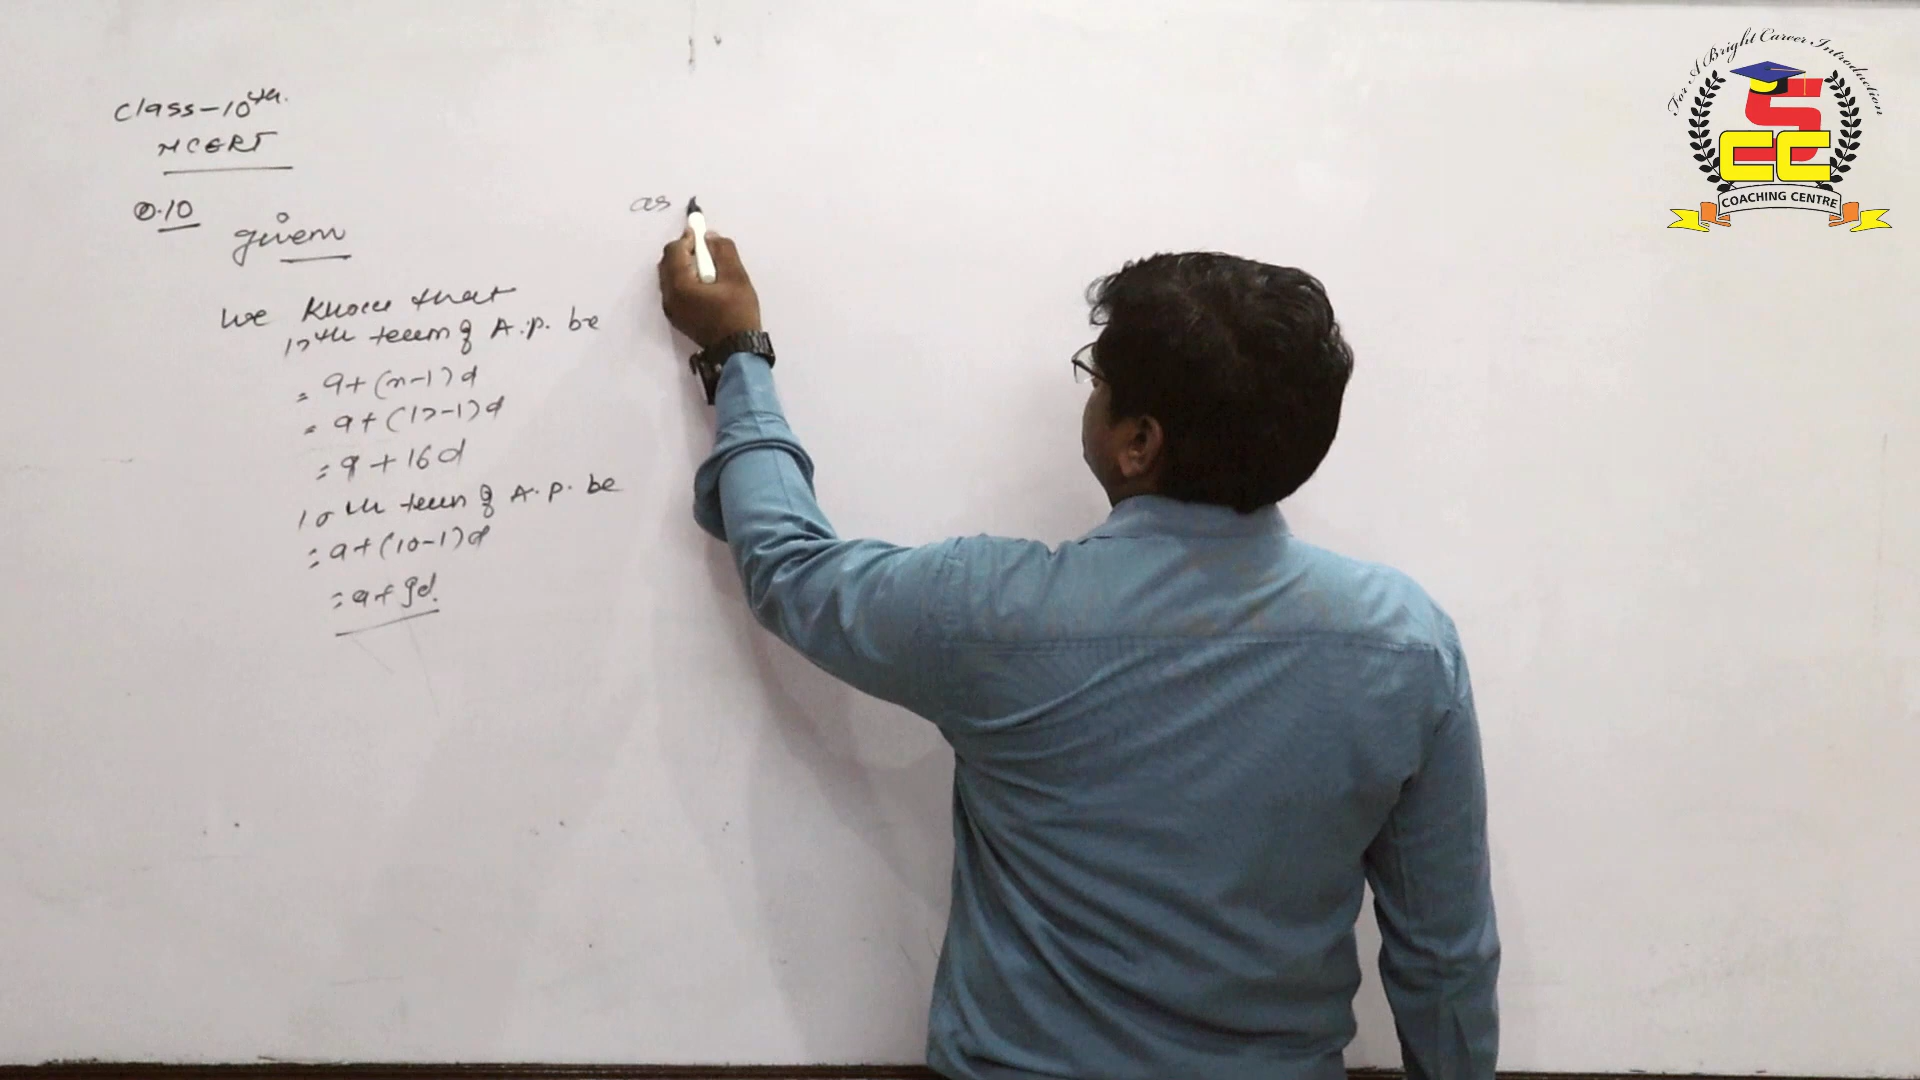 Class-10th.
NCERT
Q.10
given
we know that
17th term of A.P. be
= a+(n-1)d
= a+(17-1)d
= a+16d
10th term of A.P. be
= a+(10-1)d
= a+9d.
as
For A Bright Career Introduction
S
CC
COACHING CENTRE